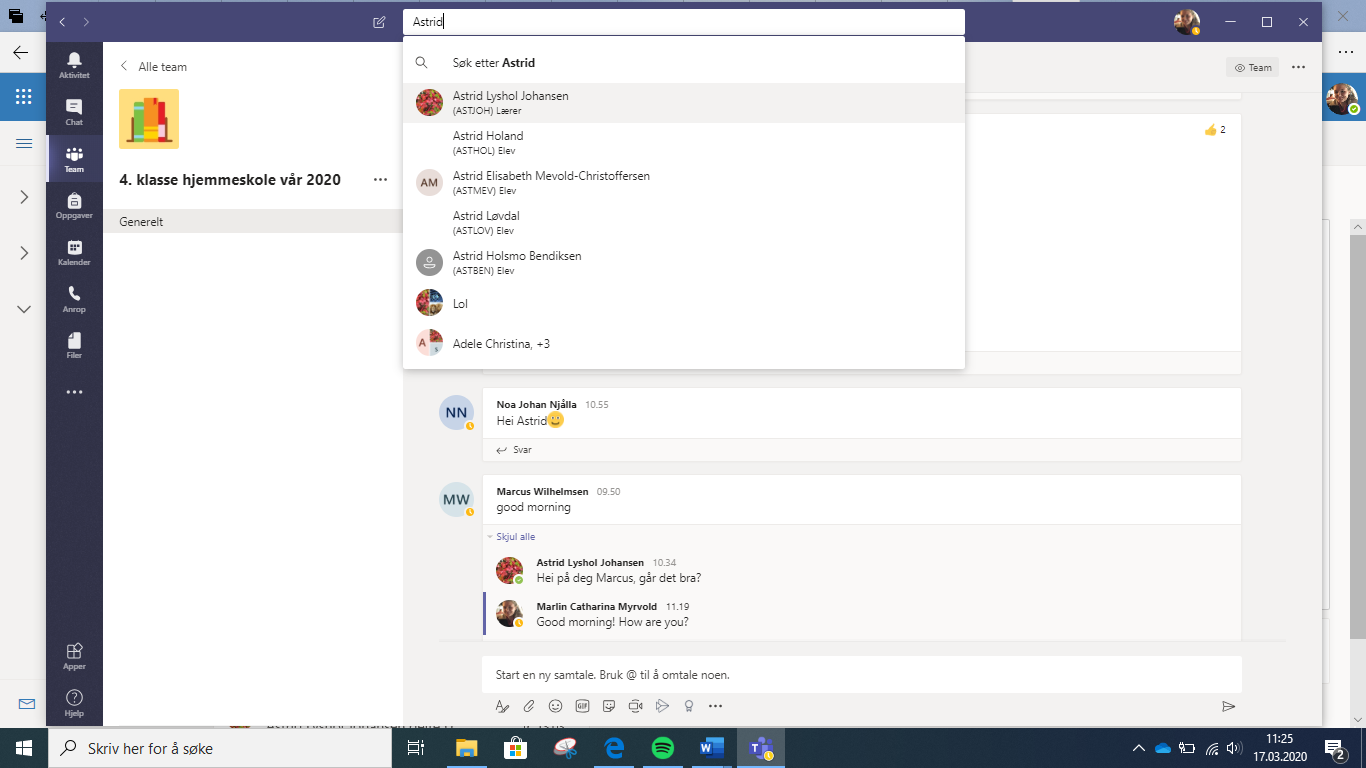 Astrid
Søk etter Astrid
Astrid Lyshol Johansen
(ASTJOH) Lærer
Astrid Holand
(ASTHOL) Elev
AM
Astrid Elisabeth Mevold-Christoffersen
(ASTMEV) Elev
Astrid Løvdal
(ASTLOV) Elev
Astrid Holsmo Bendiksen
(ASTBEN) Elev
Lol
A
Adele Christina, +3
Aktivitet
Chat
Team
Oppgaver
Kalender
Anrop
Filer
Apper
Hjelp
Alle team
4. klasse hjemmeskole vår 2020
Generelt
Team
2
NN
Noa Johan Njålla 10.55
Hei Astrid
Svar
MW
Marcus Wilhelmsen 09.50
good morning
Skjul alle
Astrid Lyshol Johansen 10.34
Hei på deg Marcus, går det bra?
Marlin Catharina Myrvold 11.19
Good morning! How are you?
Start en ny samtale. Bruk @ til å omtale noen.
GIF
Skriv her for å søke
11:25
17.03.2020
2